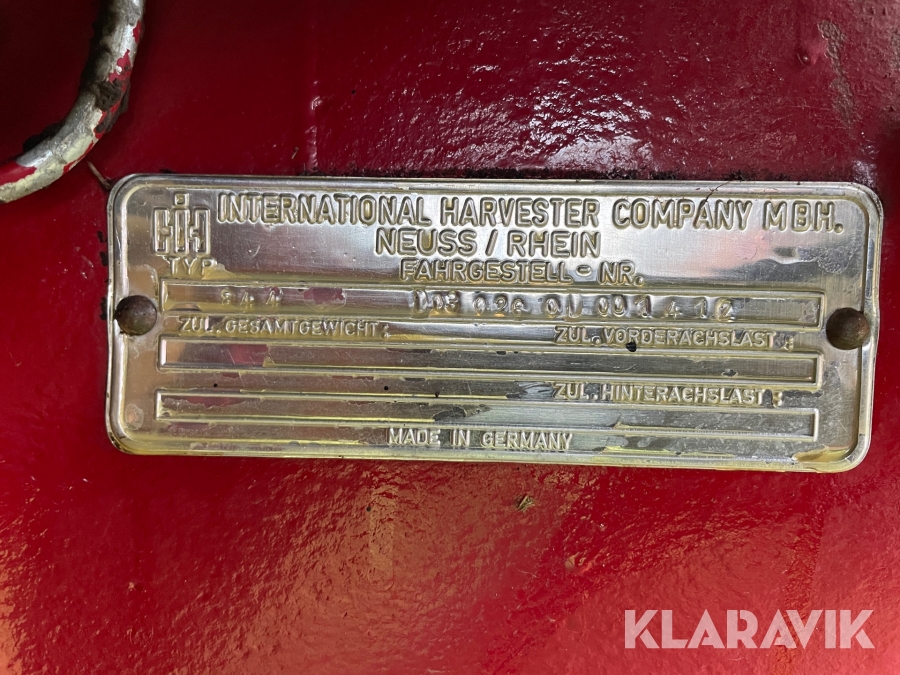 IH INTERNATIONAL HARVESTER COMPANY MBH.
NEUSS / RHEIN
TYP FAHRGESTELL - NR.
844
ZUL. GESAMTGEWICHT: ZUL. VORDERACHSLAST:
ZUL. HINTERACHSLAST:
MADE IN GERMANY
KLARAVIK